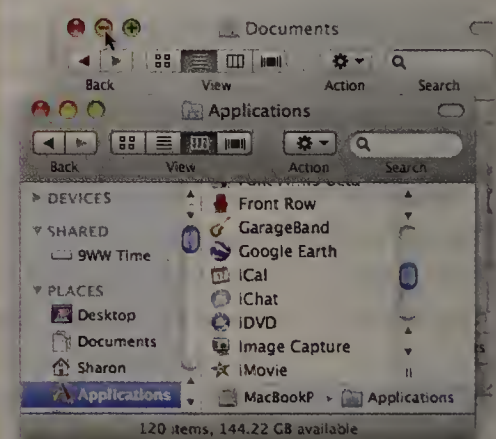 Documents
Back View Action Search
Applications
Back View Action Search
DEVICES
SHARED
9WW Time
PLACES
Desktop
Documents
Sharon
Applications
Front Row
GarageBand
Google Earth
iCal
iChat
iDVD
Image Capture
iMovie
MacBookP Applications
120 items, 144.22 GB available